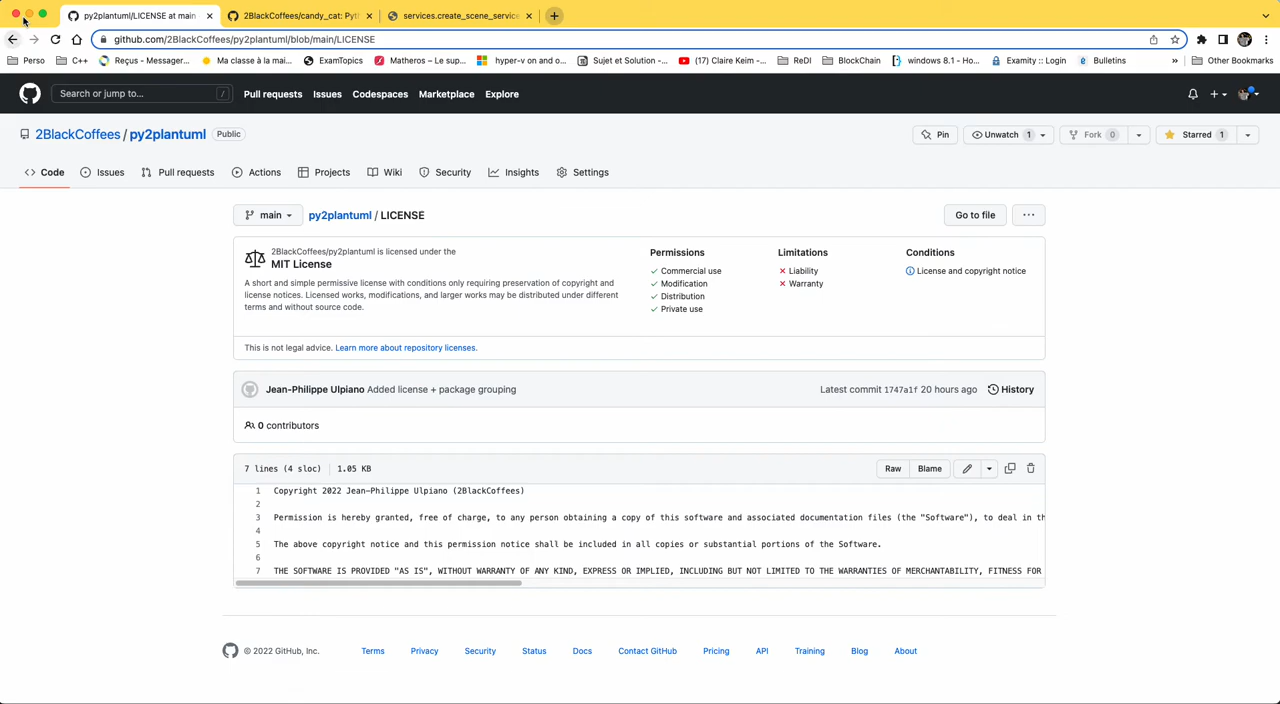 py2plantuml/LICENSE at main
2BlackCoffees/candy_cat: Pyth
services.create_scene_service
github.com/2BlackCoffees/py2plantuml/blob/main/LICENSE
Perso
C++
Reçus - Messager...
Ma classe à la mai...
ExamTopics
Matheros – Le sup...
hyper-v on and o...
Sujet et Solution -...
(17) Claire Keim -...
ReDI
BlockChain
windows 8.1 - Ho...
Examity :: Login
Bulletins
»
Other Bookmarks
Search or jump to...
/
Pull requests
Issues
Codespaces
Marketplace
Explore
2BlackCoffees / py2plantuml
Public
Pin
Unwatch 1
Fork 0
Starred 1
Code
Issues
Pull requests
Actions
Projects
Wiki
Security
Insights
Settings
main
py2plantuml / LICENSE
Go to file
...
2BlackCoffees/py2plantuml is licensed under the
MIT License
A short and simple permissive license with conditions only requiring preservation of copyright and
license notices. Licensed works, modifications, and larger works may be distributed under different
terms and without source code.
Permissions
Commercial use
Modification
Distribution
Private use
Limitations
Liability
Warranty
Conditions
License and copyright notice
This is not legal advice. Learn more about repository licenses.
Jean-Philippe Ulpiano Added license + package grouping
Latest commit 1747a1f 20 hours ago
History
0 contributors
7 lines (4 sloc)
1.05 KB
Raw
Blame
1 Copyright 2022 Jean-Philippe Ulpiano (2BlackCoffees)
2
3 Permission is hereby granted, free of charge, to any person obtaining a copy of this software and associated documentation files (the "Software"), to deal in th
4
5 The above copyright notice and this permission notice shall be included in all copies or substantial portions of the Software.
6
7 THE SOFTWARE IS PROVIDED "AS IS", WITHOUT WARRANTY OF ANY KIND, EXPRESS OR IMPLIED, INCLUDING BUT NOT LIMITED TO THE WARRANTIES OF MERCHANTABILITY, FITNESS FOR
© 2022 GitHub, Inc.
Terms
Privacy
Security
Status
Docs
Contact GitHub
Pricing
API
Training
Blog
About